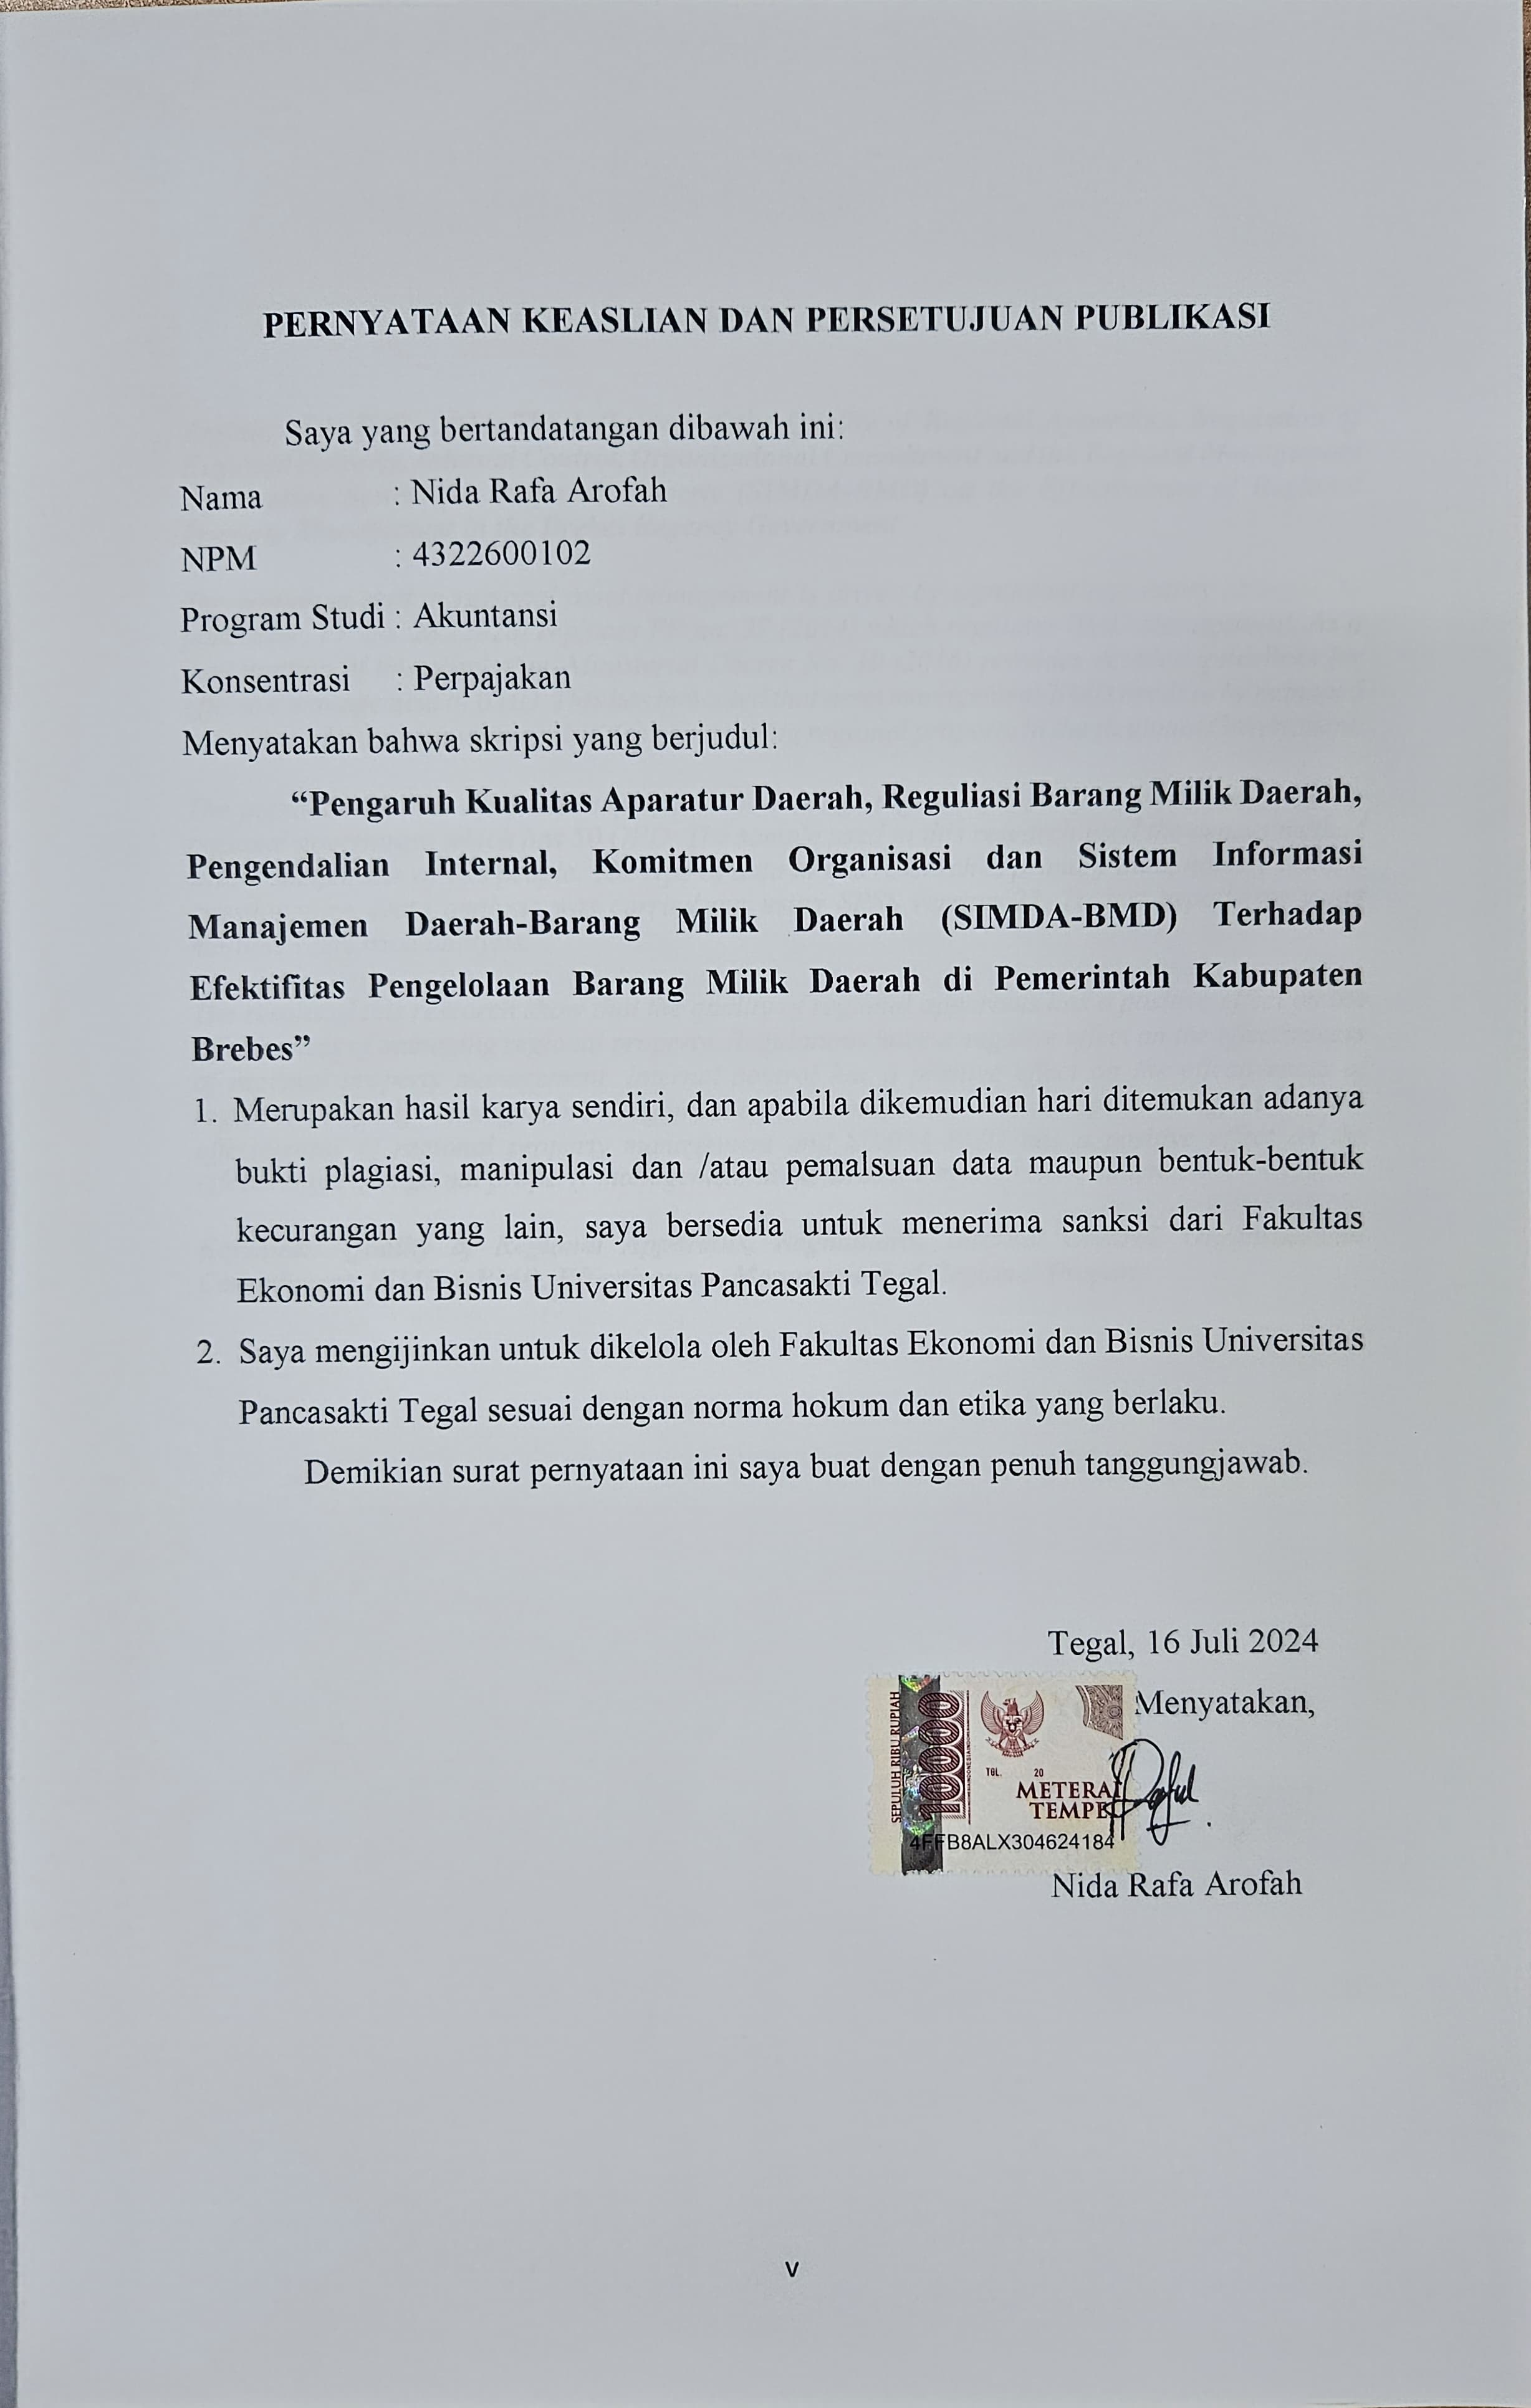 PERNYATAAN KEASLIAN DAN PERSETUJUAN PUBLIKASI
Saya yang bertandatangan dibawah ini:
Nama : Nida Rafa Arofah
NPM : 4322600102
Program Studi : Akuntansi
Konsentrasi : Perpajakan
Menyatakan bahwa skripsi yang berjudul:
“Pengaruh Kualitas Aparatur Daerah, Reguliasi Barang Milik Daerah,
Pengendalian Internal, Komitmen Organisasi dan Sistem Informasi
Manajemen Daerah-Barang Milik Daerah (SIMDA-BMD) Terhadap
Efektifitas Pengelolaan Barang Milik Daerah di Pemerintah Kabupaten
Brebes”
1. Merupakan hasil karya sendiri, dan apabila dikemudian hari ditemukan adanya
bukti plagiasi, manipulasi dan /atau pemalsuan data maupun bentuk-bentuk
kecurangan yang lain, saya bersedia untuk menerima sanksi dari Fakultas
Ekonomi dan Bisnis Universitas Pancasakti Tegal.
2. Saya mengijinkan untuk dikelola oleh Fakultas Ekonomi dan Bisnis Universitas
Pancasakti Tegal sesuai dengan norma hokum dan etika yang berlaku.
Demikian surat pernyataan ini saya buat dengan penuh tanggungjawab.
Tegal, 16 Juli 2024
Menyatakan,
SEPULUH RIBU RUPIAH
10000
TGL. 20
METERAI
TEMPE
4FFB8ALX304624184
Nida Rafa Arofah
v